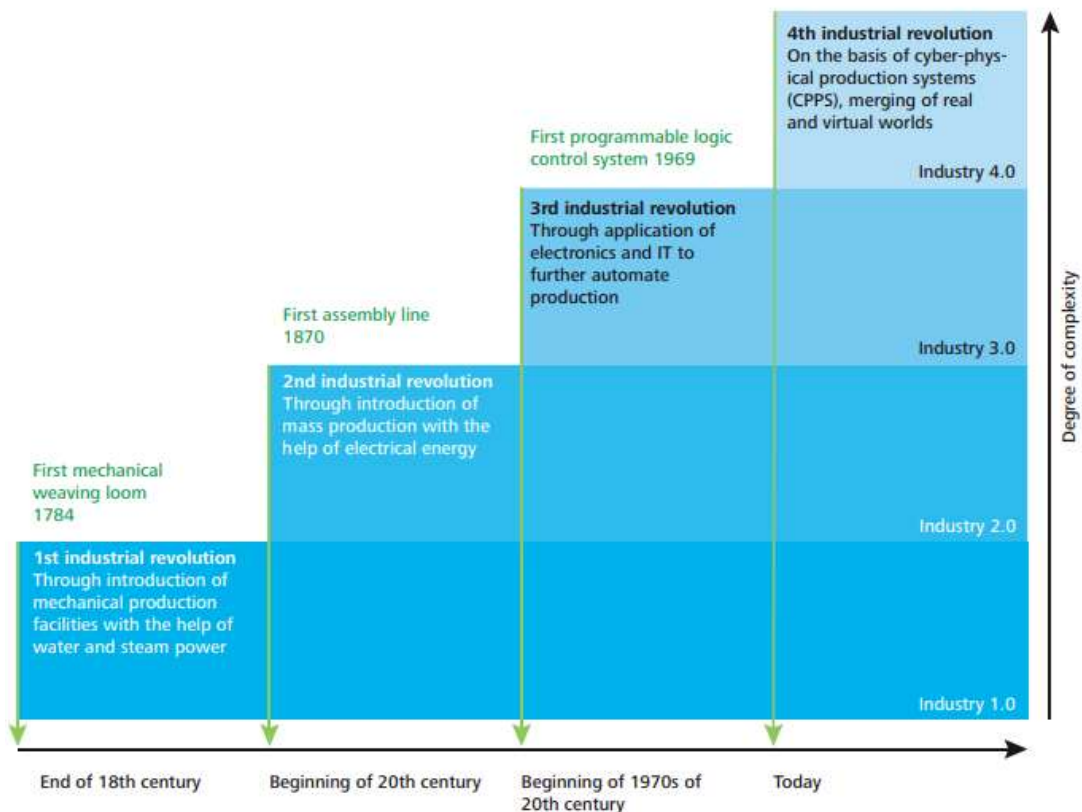 4th industrial revolution
On the basis of cyber-phys-
ical production systems
(CPPS), merging of real
and virtual worlds
Industry 4.0
First programmable logic
control system 1969
3rd industrial revolution
Through application of
electronics and IT to
further automate
production
Industry 3.0
First assembly line
1870
2nd industrial revolution
Through introduction of
mass production with the
help of electrical energy
Industry 2.0
First mechanical
weaving loom
1784
1st industrial revolution
Through introduction of
mechanical production
facilities with the help of
water and steam power
Industry 1.0
Degree of complexity
End of 18th century
Beginning of 20th century
Beginning of 1970s of
20th century
Today